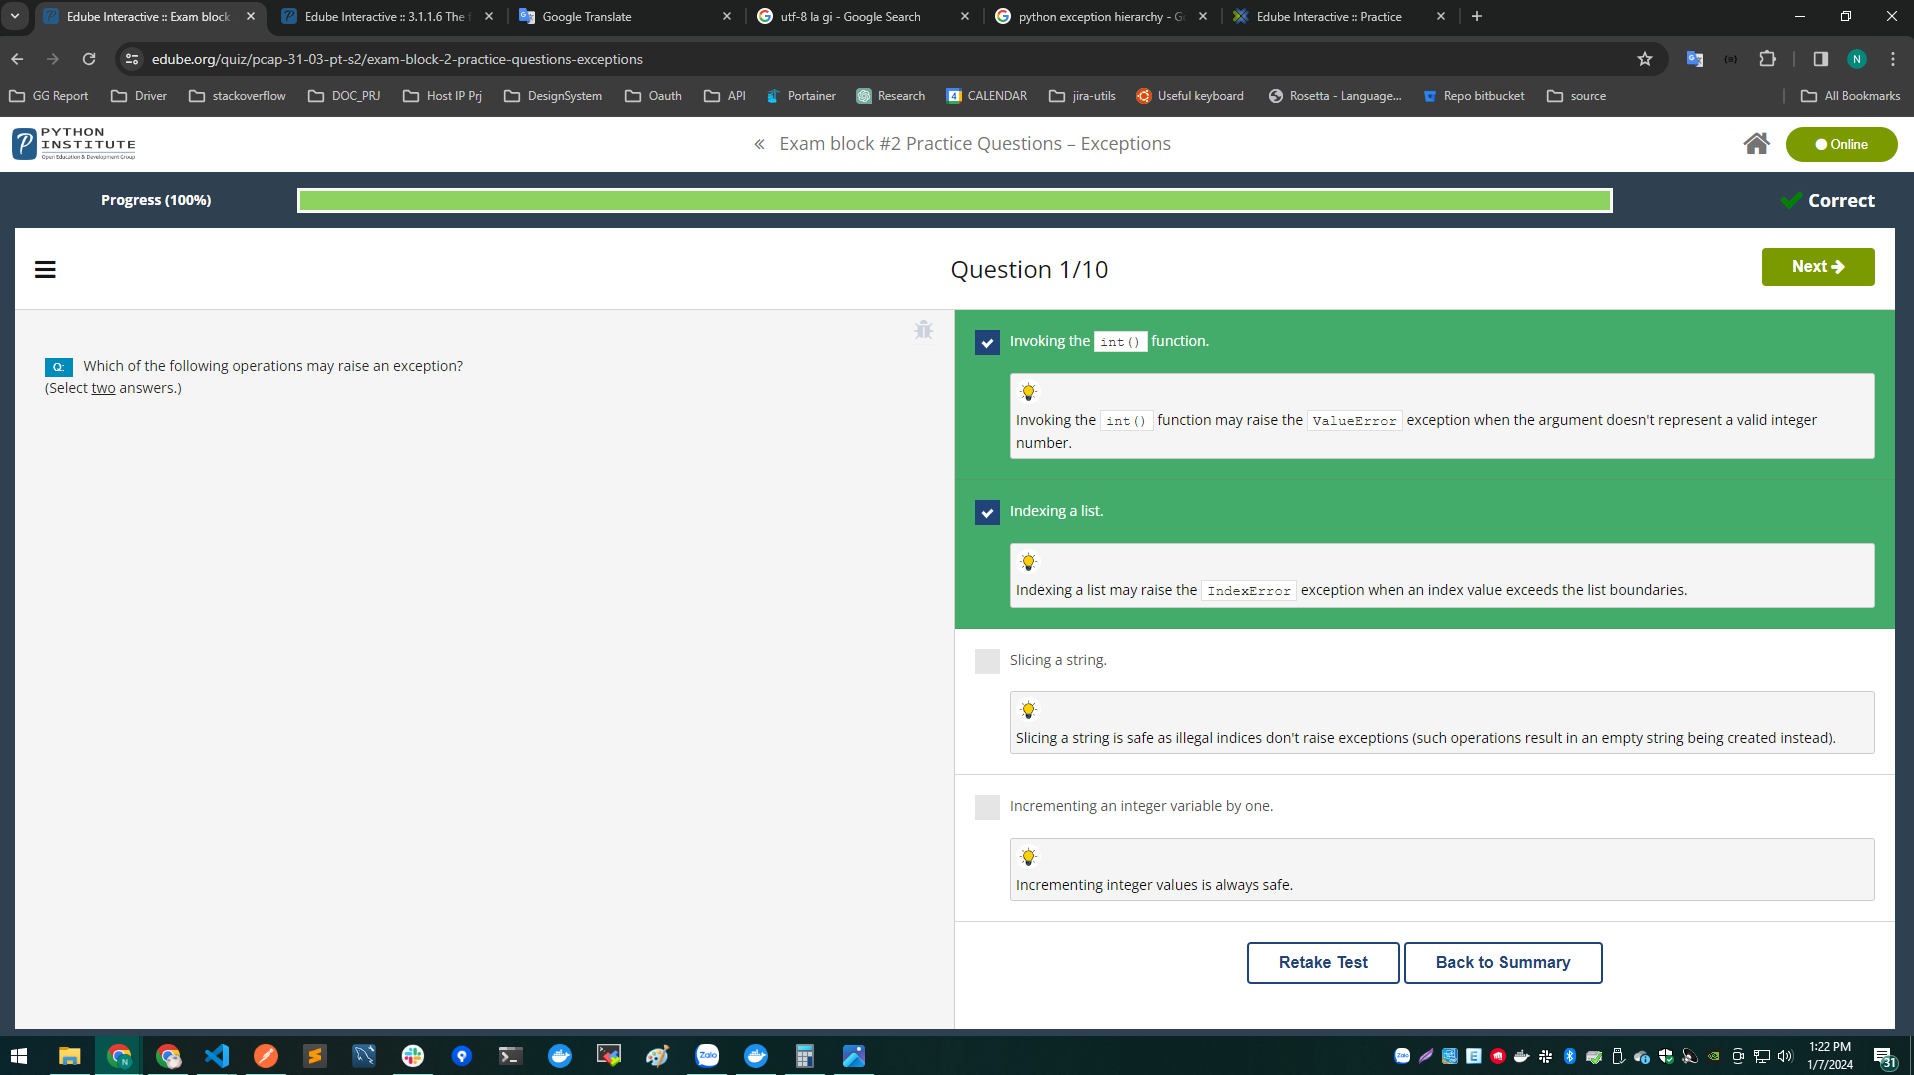 Edube Interactive :: Exam block
Edube Interactive :: 3.1.1.6 The f
Google Translate
utf-8 la gi - Google Search
python exception hierarchy - Go
Edube Interactive :: Practice
edube.org/quiz/pcap-31-03-pt-s2/exam-block-2-practice-questions-exceptions
N
GG Report
Driver
stackoverflow
DOC_PRJ
Host IP Prj
DesignSystem
Oauth
API
Portainer
Research
4
CALENDAR
jira-utils
Useful keyboard
Rosetta - Language...
Repo bitbucket
source
All Bookmarks
PYTHON
INSTITUTE
Open Education & Development Group
« Exam block #2 Practice Questions – Exceptions
Online
Progress (100%)
Correct
Question 1/10
Next
Q: Which of the following operations may raise an exception?
(Select two answers.)
Invoking the int() function.
Invoking the int() function may raise the ValueError exception when the argument doesn't represent a valid integer
number.
Indexing a list.
Indexing a list may raise the IndexError exception when an index value exceeds the list boundaries.
Slicing a string.
Slicing a string is safe as illegal indices don't raise exceptions (such operations result in an empty string being created instead).
Incrementing an integer variable by one.
Incrementing integer values is always safe.
Retake Test
Back to Summary
Zalo
1:22 PM
1/7/2024
31